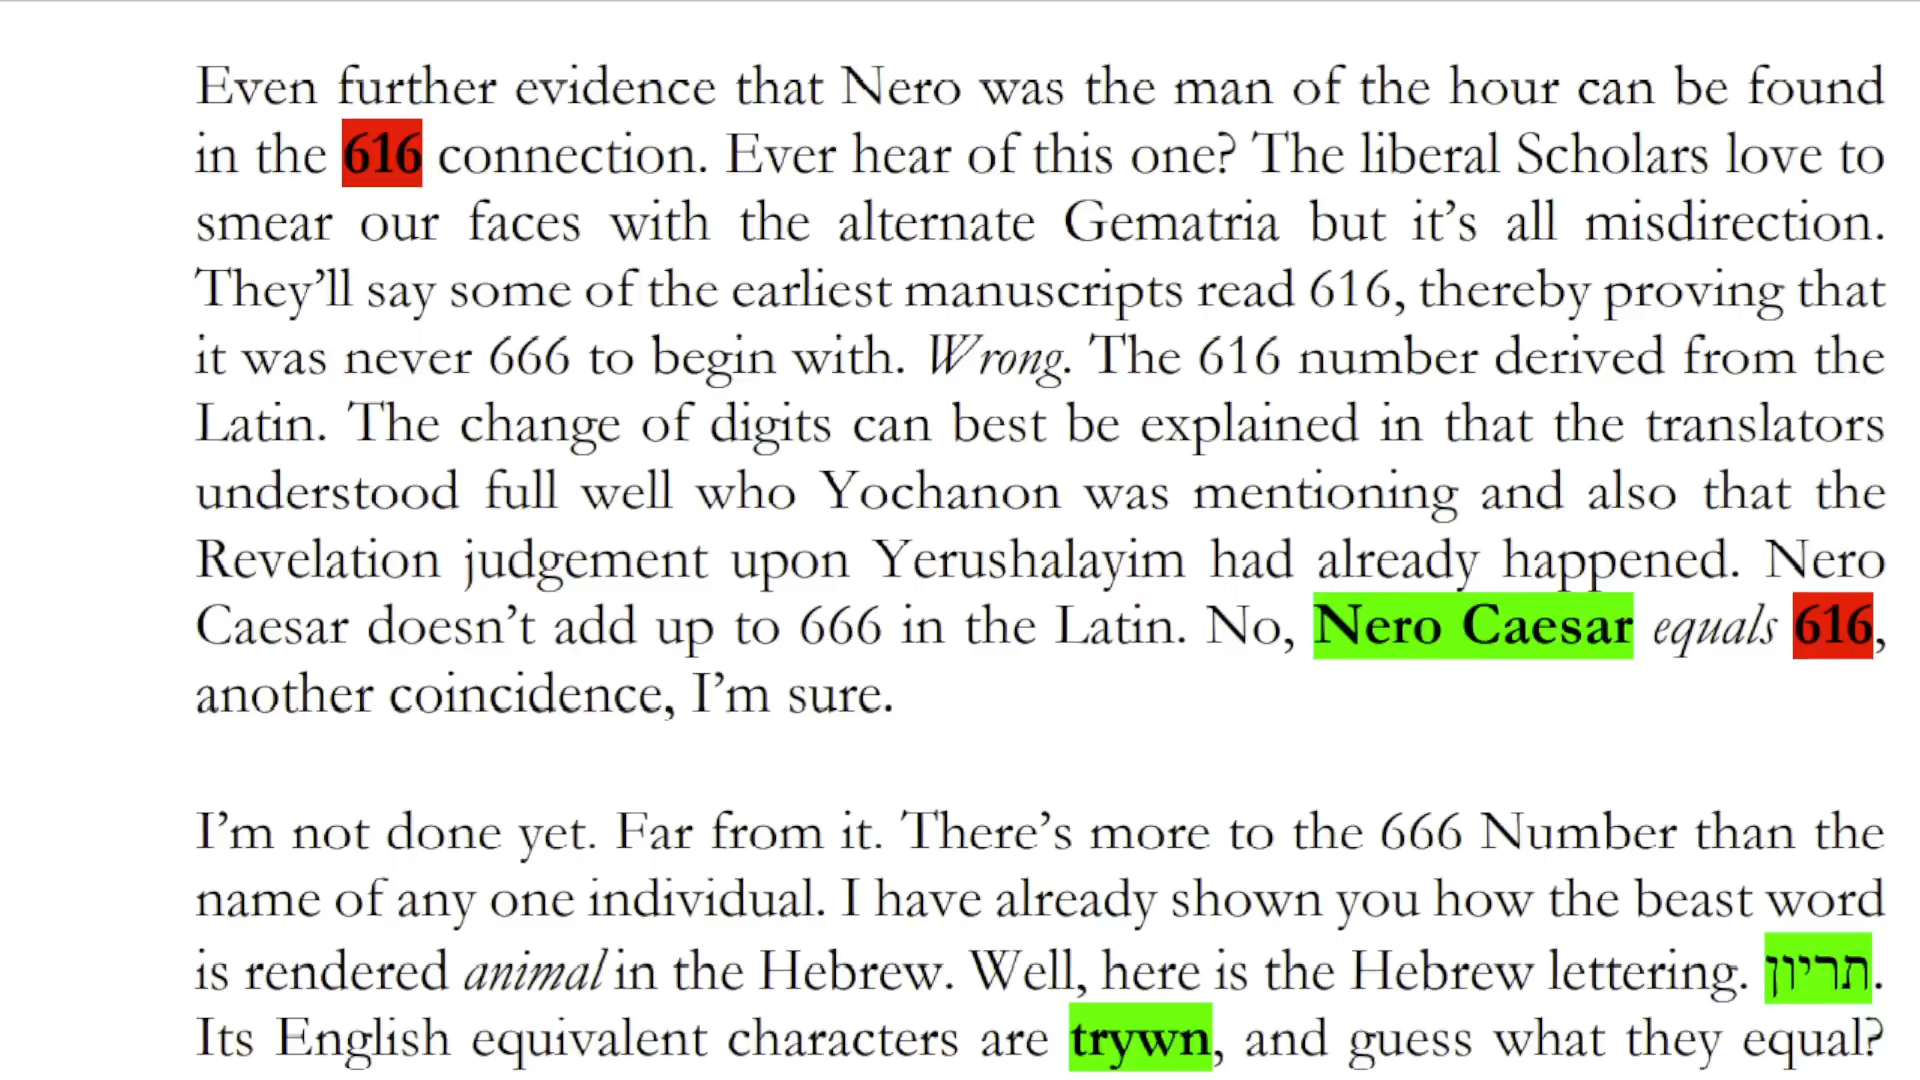 Even further evidence that Nero was the man of the hour can be found
in the 616 connection. Ever hear of this one? The liberal Scholars love to
smear our faces with the alternate Gematria but it’s all misdirection.
They’ll say some of the earliest manuscripts read 616, thereby proving that
it was never 666 to begin with. Wrong. The 616 number derived from the
Latin. The change of digits can best be explained in that the translators
understood full well who Yochanon was mentioning and also that the
Revelation judgement upon Yerushalayim had already happened. Nero
Caesar doesn’t add up to 666 in the Latin. No, Nero Caesar equals 616,
another coincidence, I’m sure.
I’m not done yet. Far from it. There’s more to the 666 Number than the
name of any one individual. I have already shown you how the beast word
is rendered animal in the Hebrew. Well, here is the Hebrew lettering. תריון.
Its English equivalent characters are trywn, and guess what they equal?